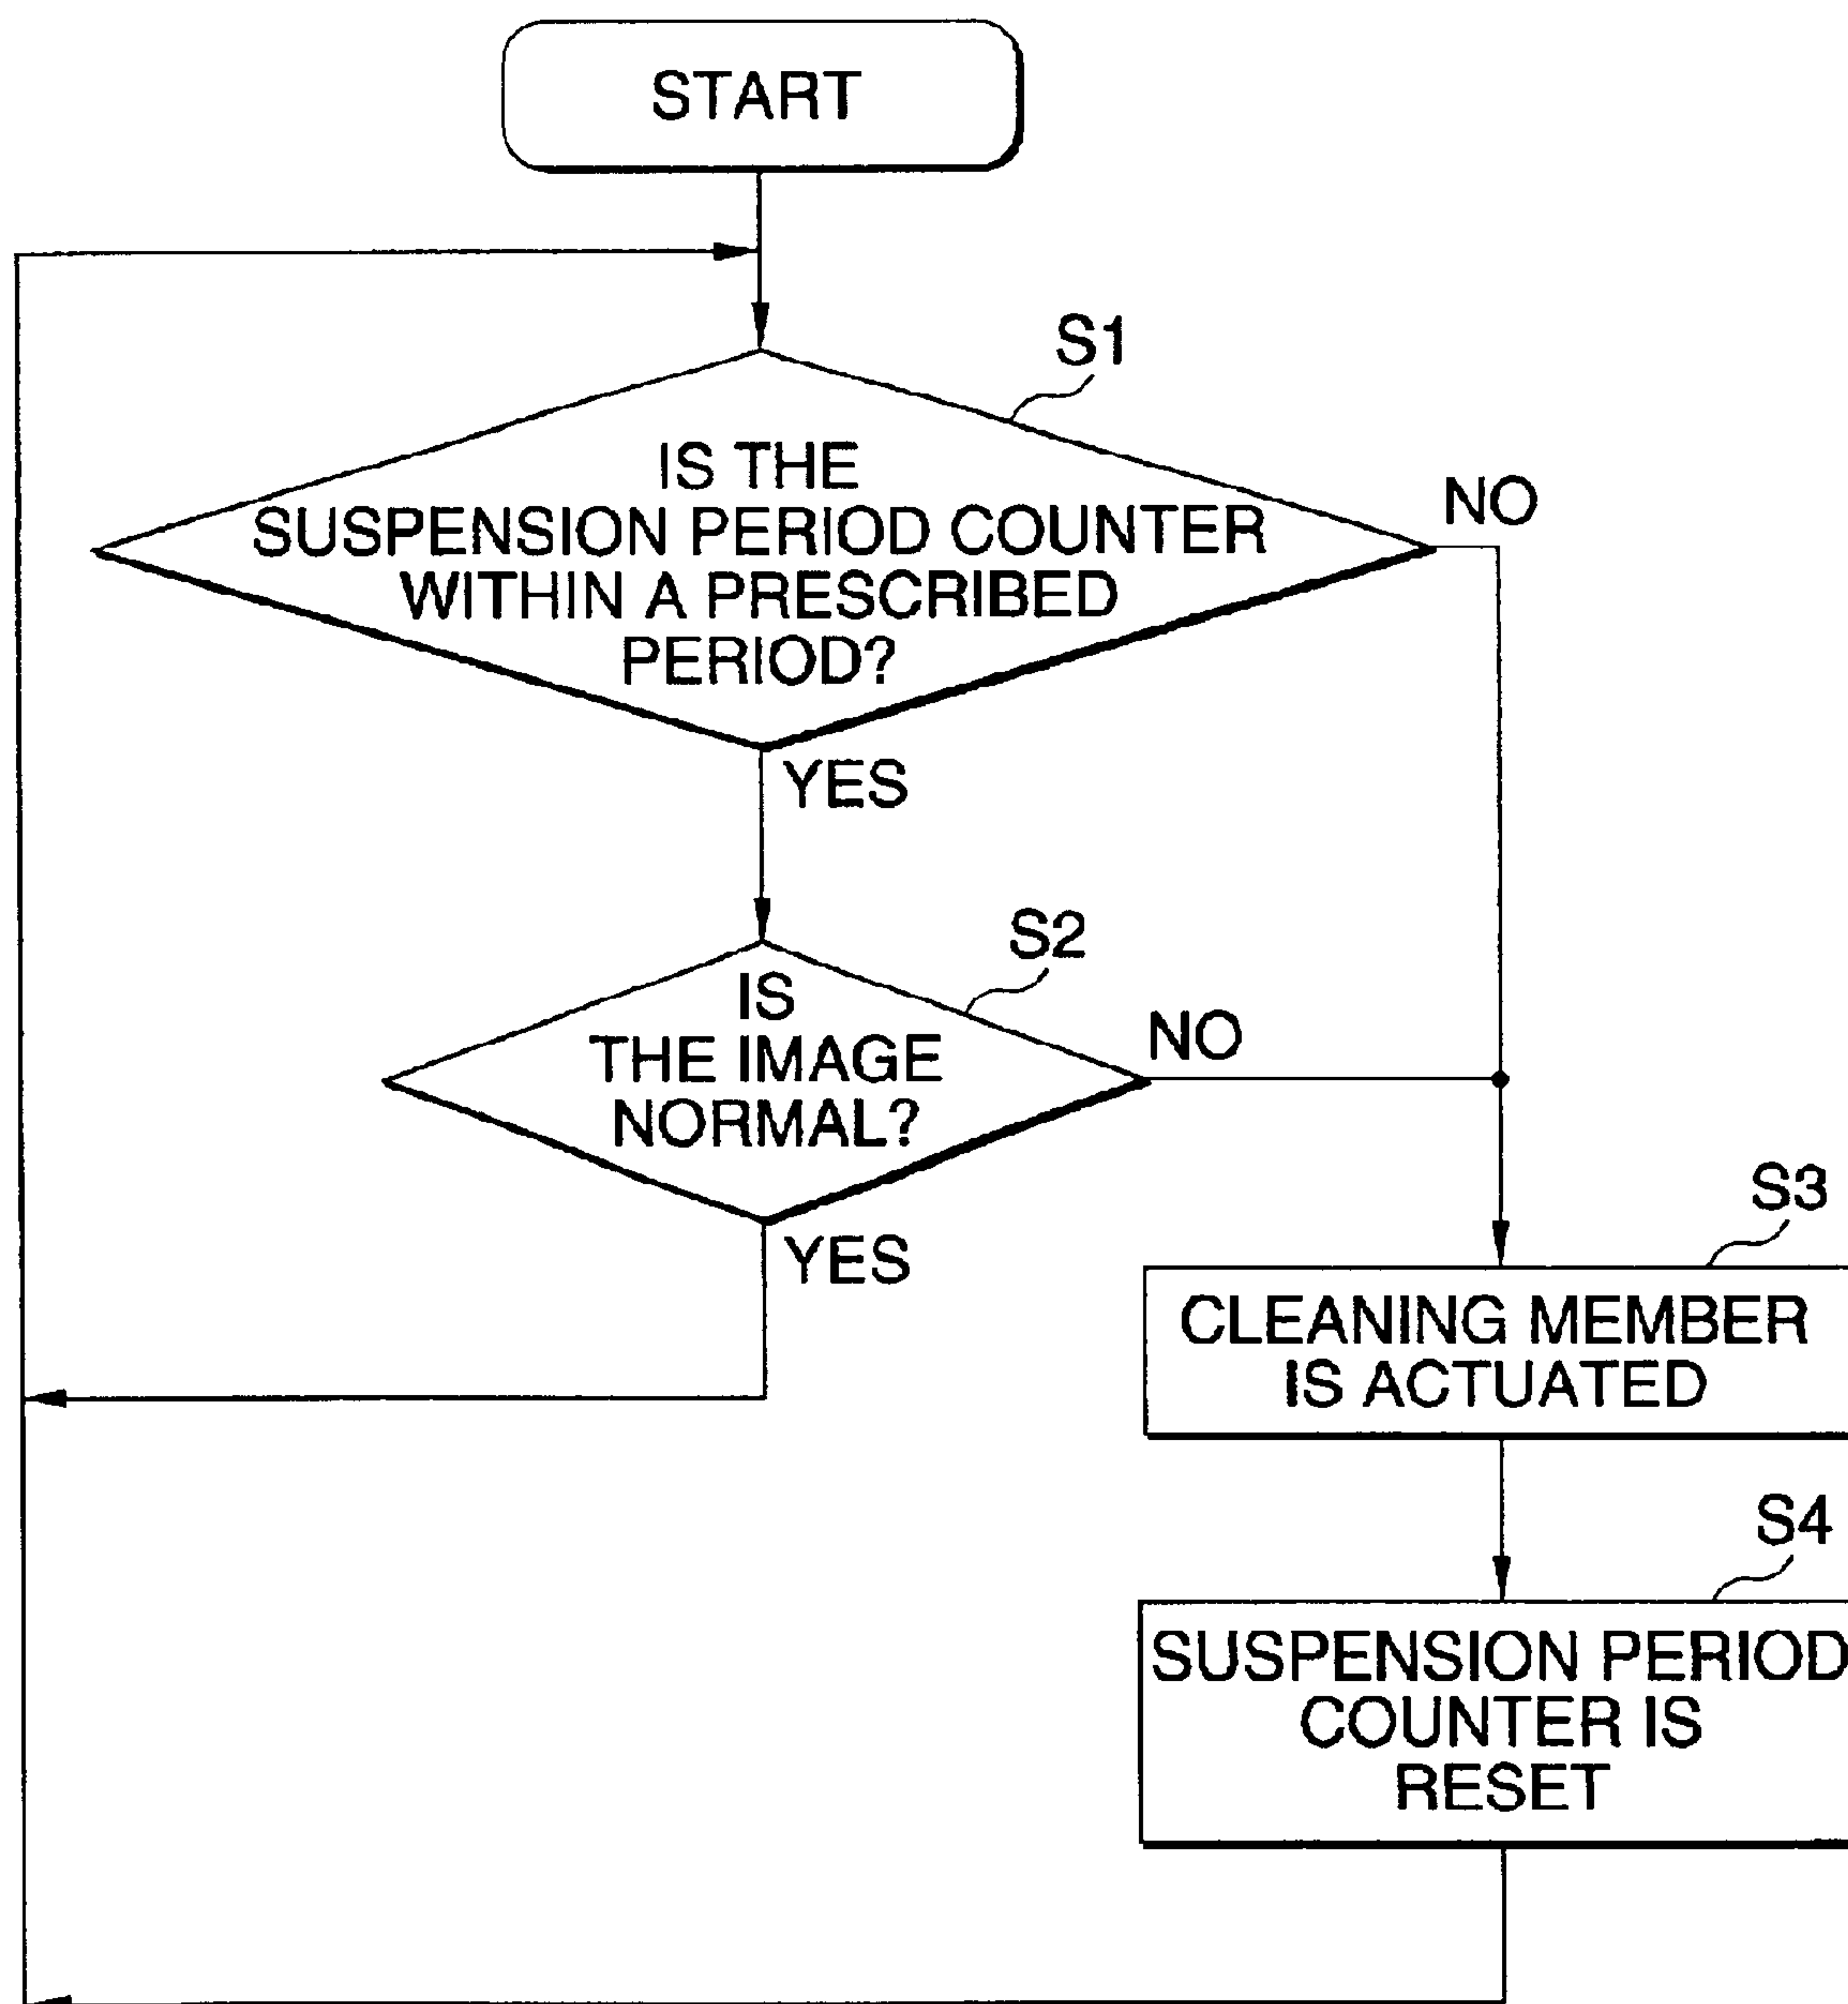 START
S1
IS THE
SUSPENSION PERIOD COUNTER
WITHIN A PRESCRIBED
PERIOD?
NO
YES
S2
IS
THE IMAGE
NORMAL?
NO
YES
S3
CLEANING MEMBER
IS ACTUATED
S4
SUSPENSION PERIOD
COUNTER IS
RESET